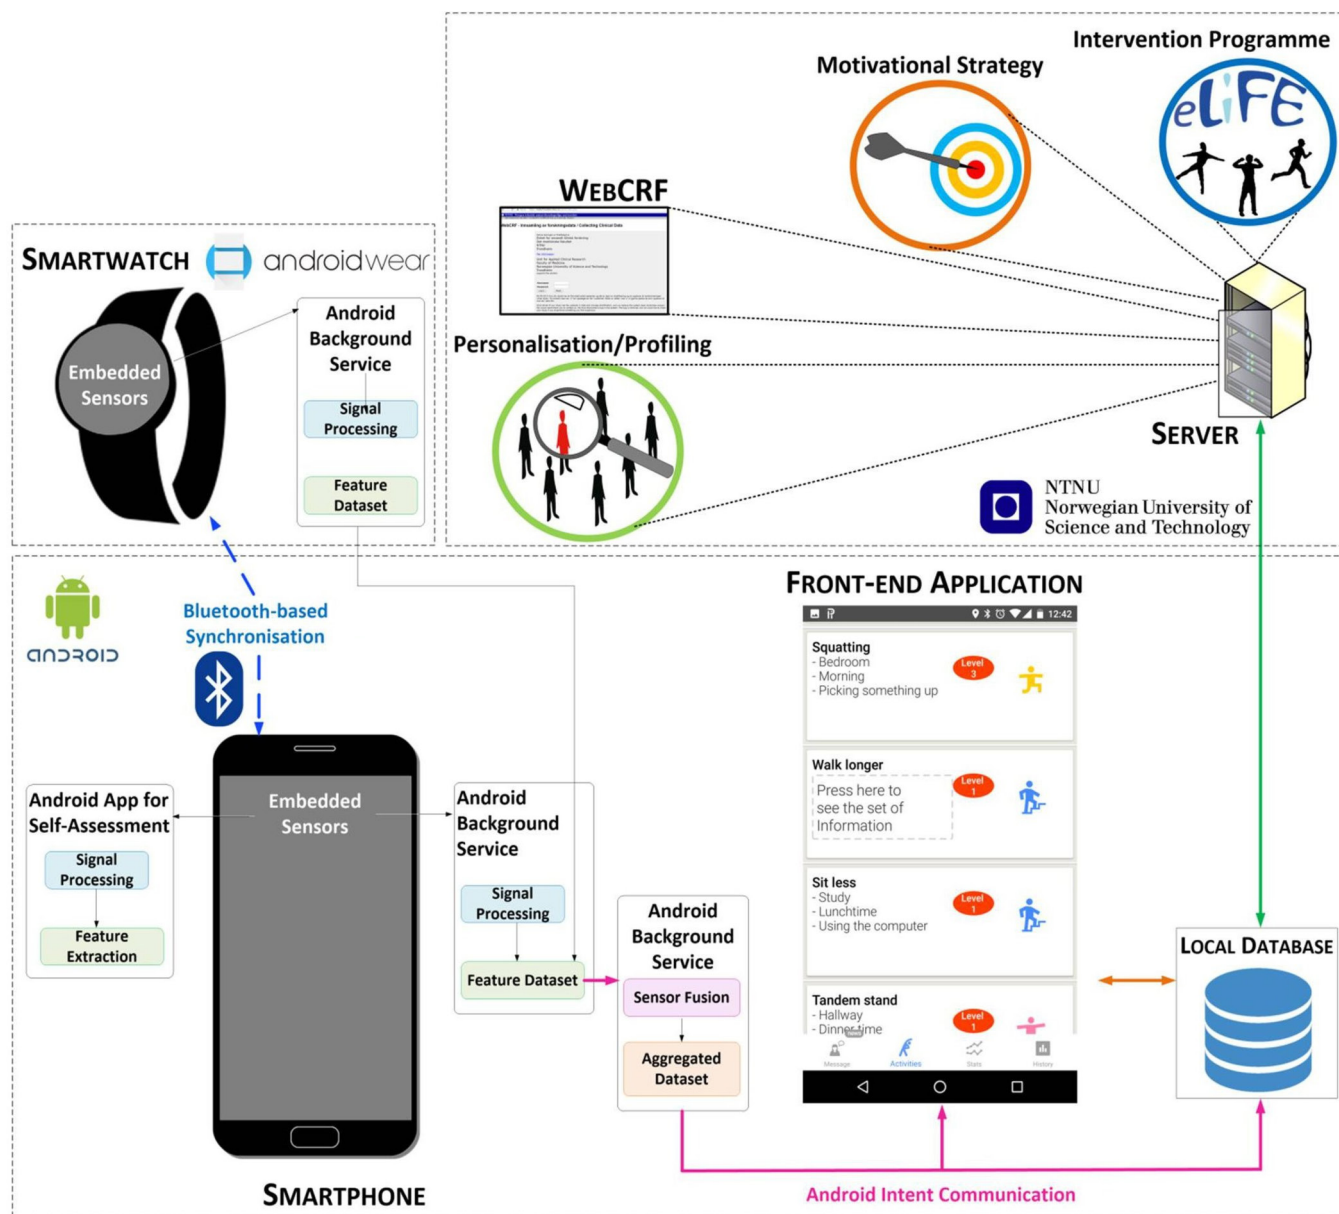 Intervention Programme
eLiFE
Motivational Strategy
WEBCRF
WebCRF
Personalisation/Profiling
SERVER
NTNU
Norwegian University of
Science and Technology
SMARTWATCH
androidwear
Embedded
Sensors
Android
Background
Service
Signal
Processing
Feature
Dataset
ANDROID
Bluetooth-based
Synchronisation
Android App for
Self-Assessment
Signal
Processing
Feature
Extraction
Embedded
Sensors
SMARTPHONE
Android
Background
Service
Signal
Processing
Feature Dataset
Android
Background
Service
Sensor Fusion
Aggregated
Dataset
FRONT-END APPLICATION
12:42
Squatting
- Bedroom
- Morning
- Picking something up
Level
3
Walk longer
Press here to
see the set of
Information
Level
1
Sit less
- Study
- Lunchtime
- Using the computer
Level
1
Tandem stand
- Hallway
- Dinner time
Level
1
Message
Activities
Stats
History
LOCAL DATABASE
Android Intent Communication